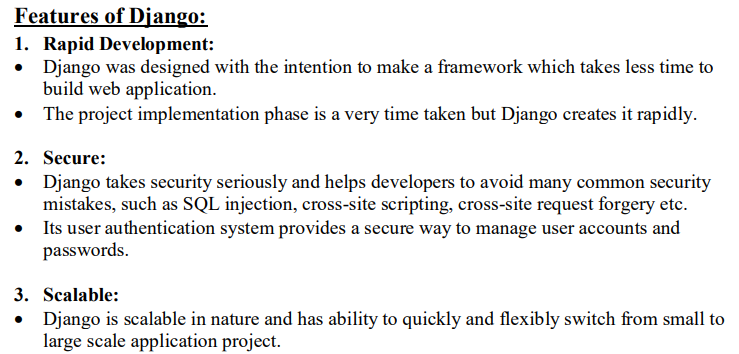 Features of Django:
1. Rapid Development:
• Django was designed with the intention to make a framework which takes less time to
build web application.
• The project implementation phase is a very time taken but Django creates it rapidly.
2. Secure:
• Django takes security seriously and helps developers to avoid many common security
mistakes, such as SQL injection, cross-site scripting, cross-site request forgery etc.
• Its user authentication system provides a secure way to manage user accounts and
passwords.
3. Scalable:
• Django is scalable in nature and has ability to quickly and flexibly switch from small to
large scale application project.